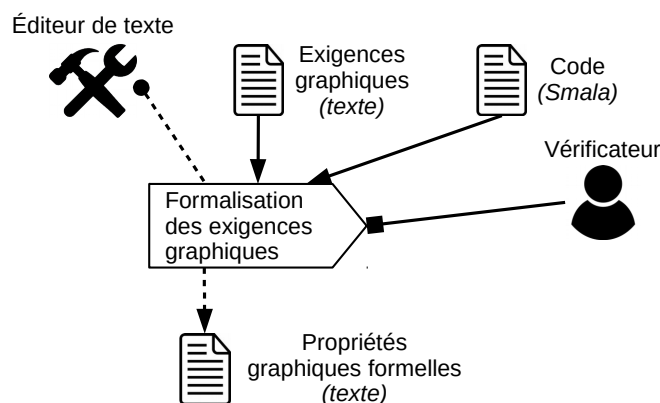 Éditeur de texte
Exigences
graphiques
(texte)
Code
(Smala)
Vérificateur
Formalisation
des exigences
graphiques
Propriétés
graphiques formelles
(texte)